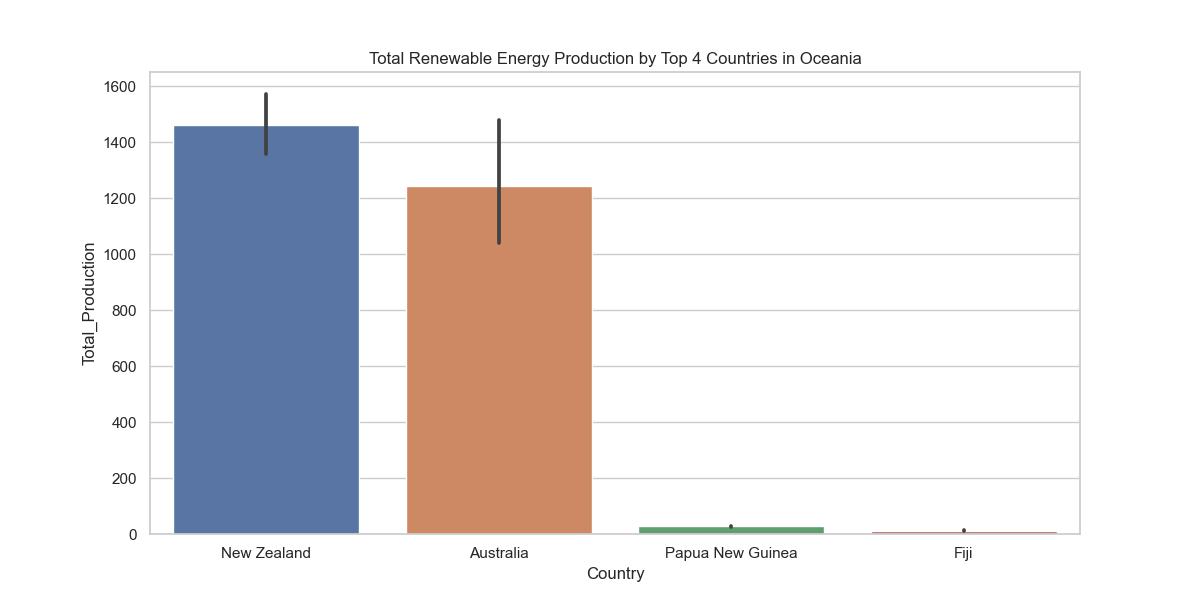 Total Renewable Energy Production by Top 4 Countries in Oceania
1600
1400
1200
1000
800
600
400
200
0
Total_Production
New Zealand
Australia
Papua New Guinea
Fiji
Country